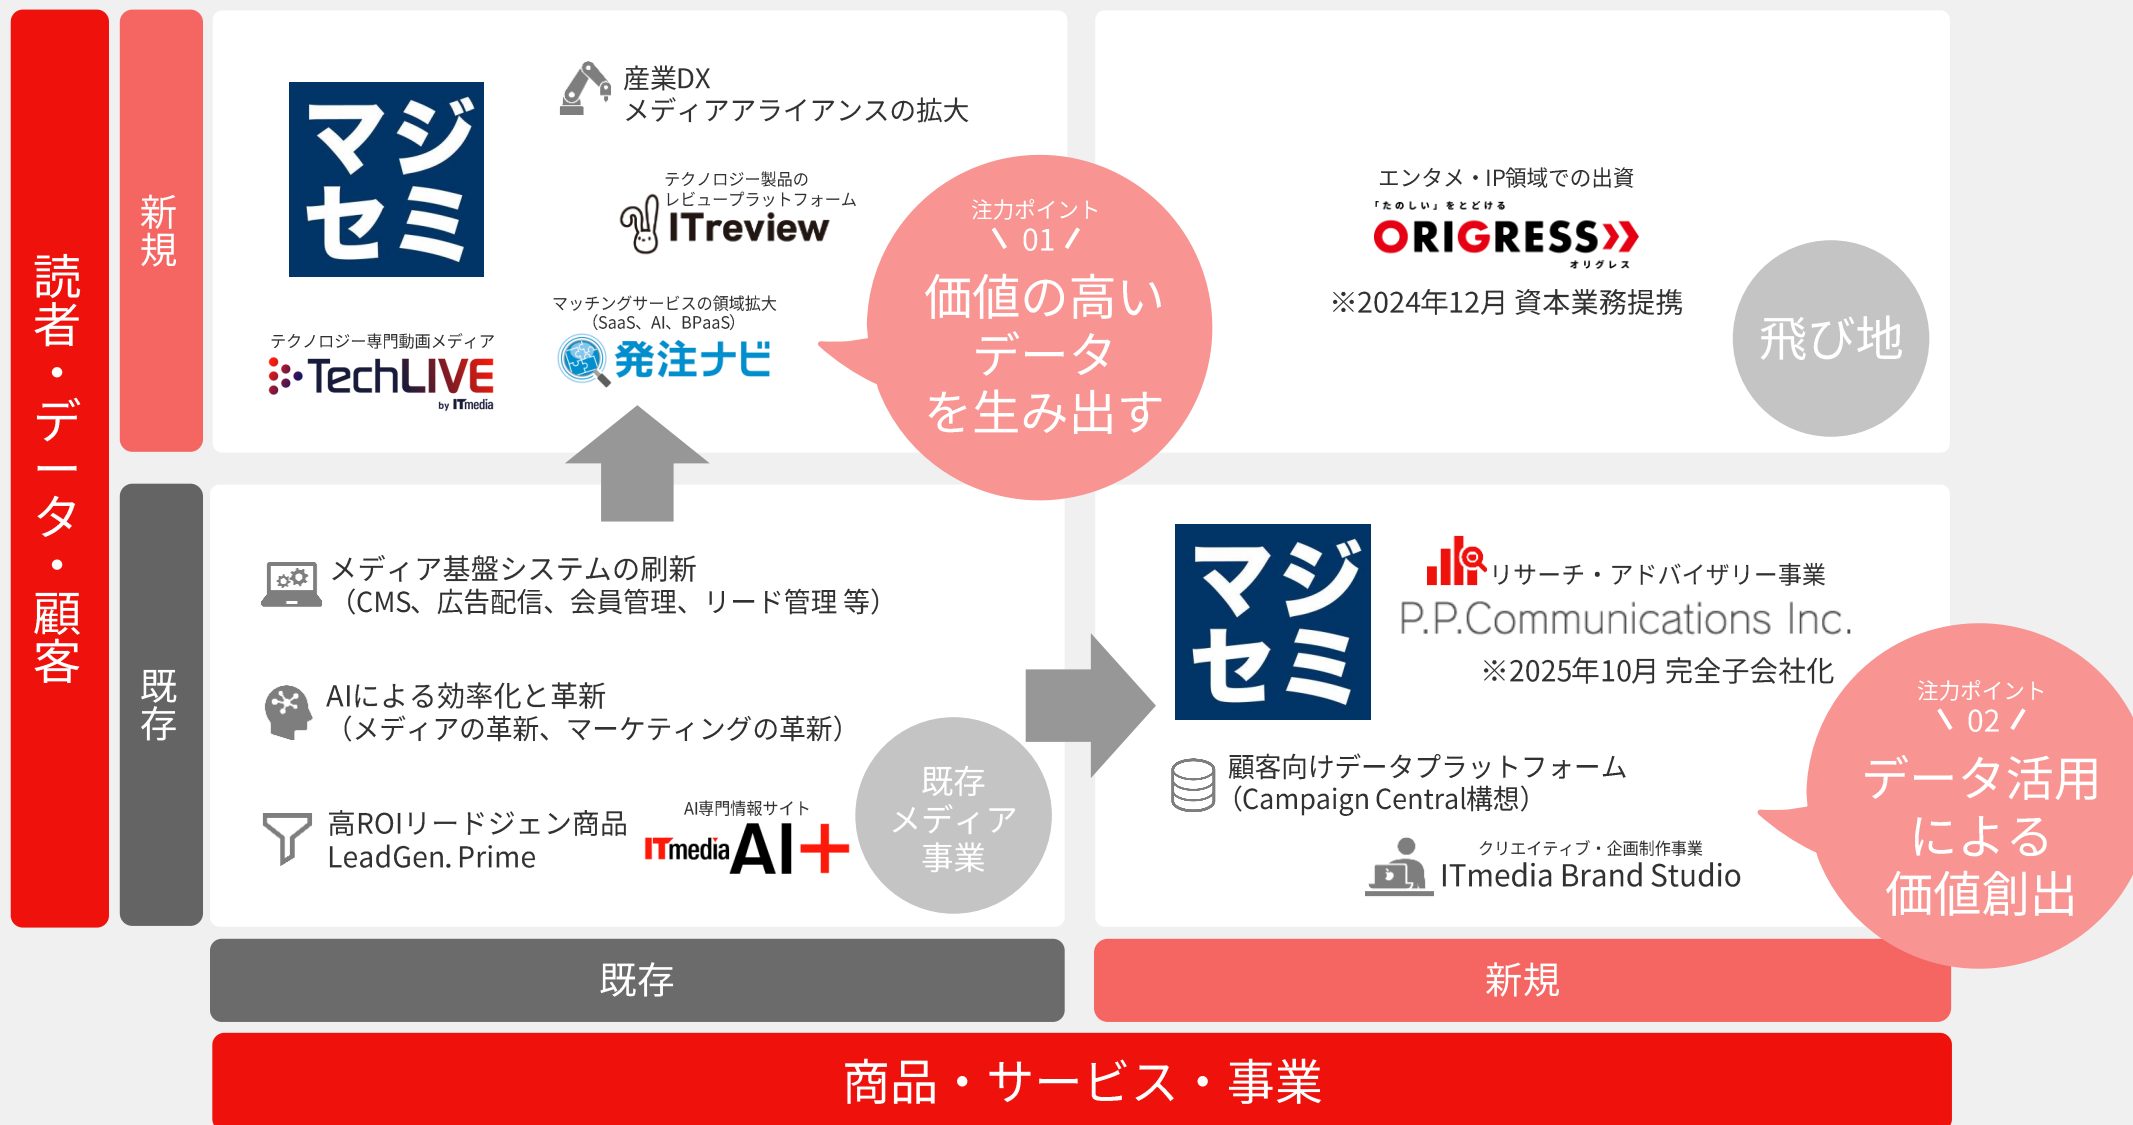 読者・データ・顧客
新規
マジ
セミ
産業DX
メディアアライアンスの拡大
テクノロジー製品の
レビュープラットフォーム
ITreview
テクノロジー専門動画メディア
TechLIVE
by ITmedia
マッチングサービスの領域拡大
（SaaS、AI、BPaaS）
発注ナビ
注力ポイント
\ 01 /
価値の高い
データ
を生み出す
エンタメ・IP領域での出資
「たのしい」をとどける
ORIGRESS
オリグレス
※2024年12月 資本業務提携
飛び地
既存
メディア基盤システムの刷新
（CMS、広告配信、会員管理、リード管理 等）
AIによる効率化と革新
（メディアの革新、マーケティングの革新）
高ROIリードジェン商品
LeadGen. Prime
AI専門情報サイト
ITmedia AI+
既存
メディア
事業
マジ
セミ
リサーチ・アドバイザリー事業
P.P.Communications Inc.
※2025年10月 完全子会社化
顧客向けデータプラットフォーム
（Campaign Central構想）
クリエイティブ・企画制作事業
ITmedia Brand Studio
注力ポイント
\ 02 /
データ活用
による
価値創出
既存
新規
商品・サービス・事業